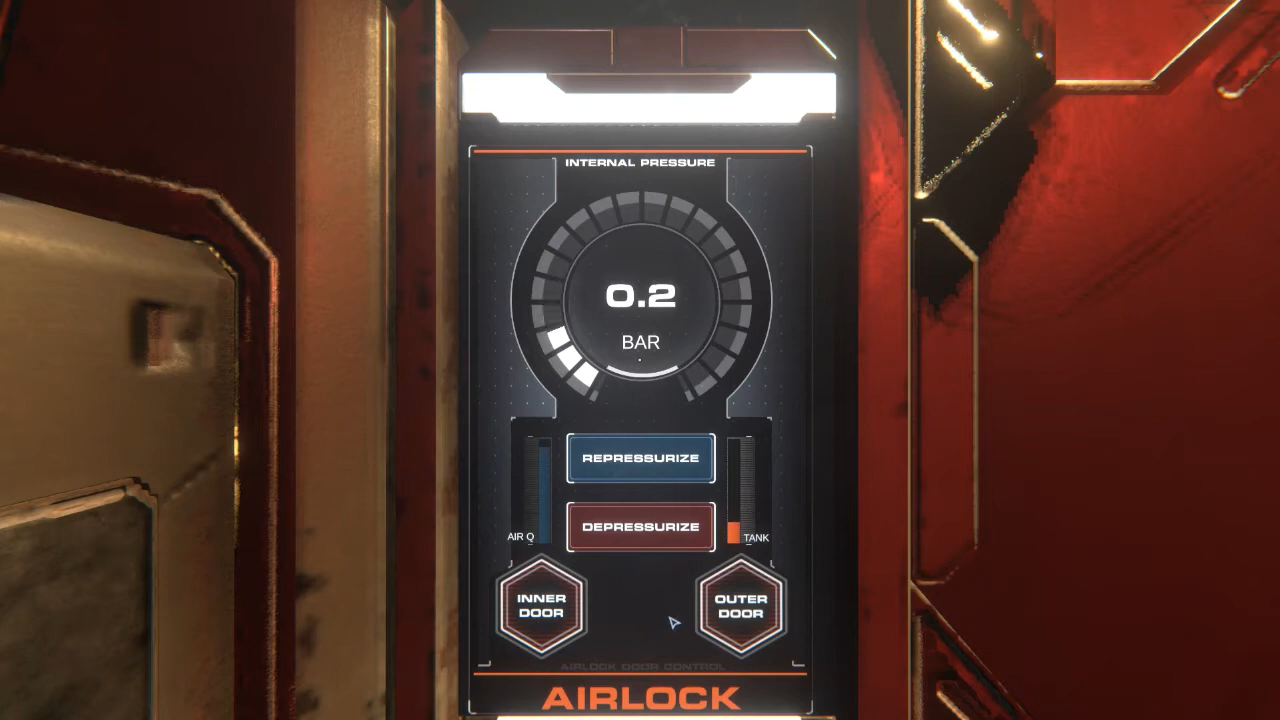 INTERNAL PRESSURE
0.2
BAR
REPRESSURIZE
DEPRESSURIZE
AIR Q
TANK
INNER
DOOR
OUTER
DOOR
AIRLOCK DOOR CONTROL
AIRLOCK